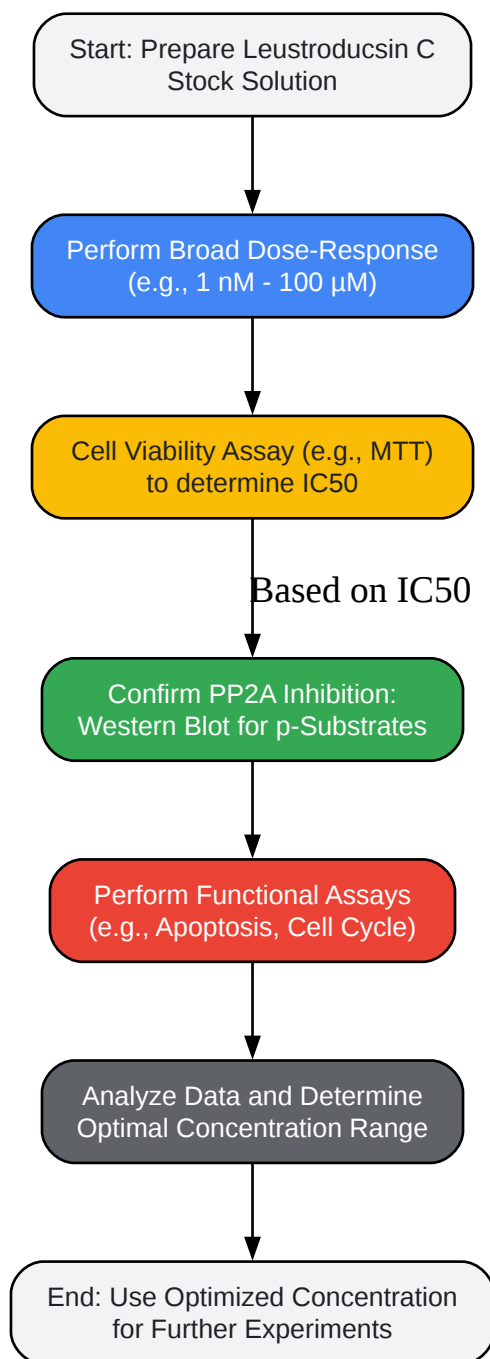 Start: Prepare Leustroducsin C
Stock Solution
Perform Broad Dose-Response
(e.g., 1 nM - 100 µM)
Cell Viability Assay (e.g., MTT)
to determine IC50
Based on IC50
Confirm PP2A Inhibition:
Western Blot for p-Substrates
Perform Functional Assays
(e.g., Apoptosis, Cell Cycle)
Analyze Data and Determine
Optimal Concentration Range
End: Use Optimized Concentration
for Further Experiments